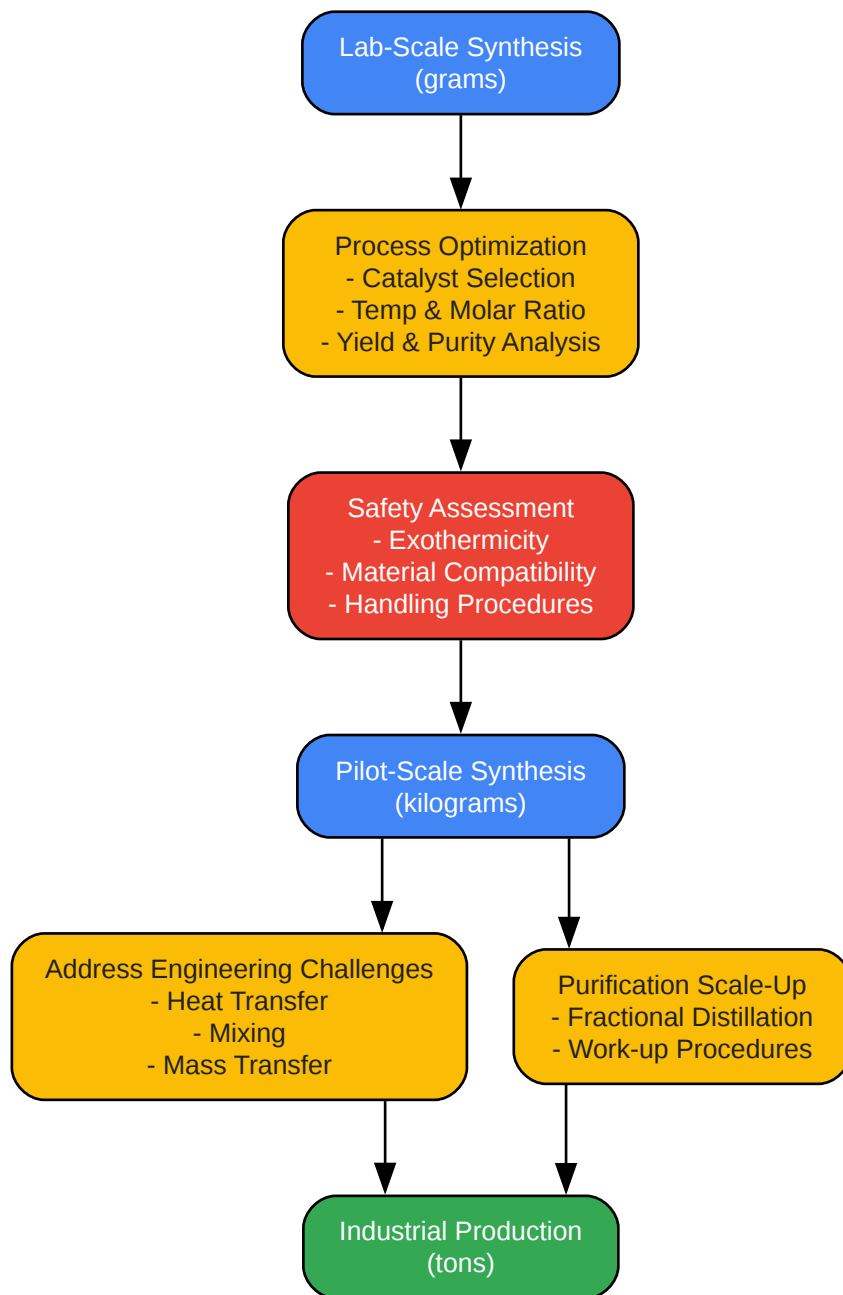 Lab-Scale Synthesis
(grams)
Process Optimization
- Catalyst Selection
- Temp & Molar Ratio
- Yield & Purity Analysis
Safety Assessment
- Exothermicity
- Material Compatibility
- Handling Procedures
Pilot-Scale Synthesis
(kilograms)
Address Engineering Challenges
- Heat Transfer
- Mixing
- Mass Transfer
Purification Scale-Up
- Fractional Distillation
- Work-up Procedures
Industrial Production
(tons)